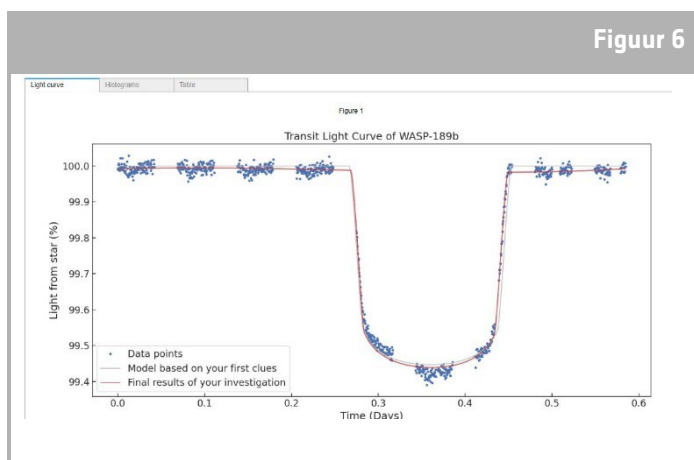 Figuur 6
Light curve Histograms Table
Figure 1
Transit Light Curve of WASP-189b
100.0
99.9
99.8
99.7
99.6
99.5
99.4
Light from star (%)
Data points
Model based on your first clues
Final results of your investigation
0.0 0.1 0.2 0.3 0.4 0.5 0.6
Time (Days)